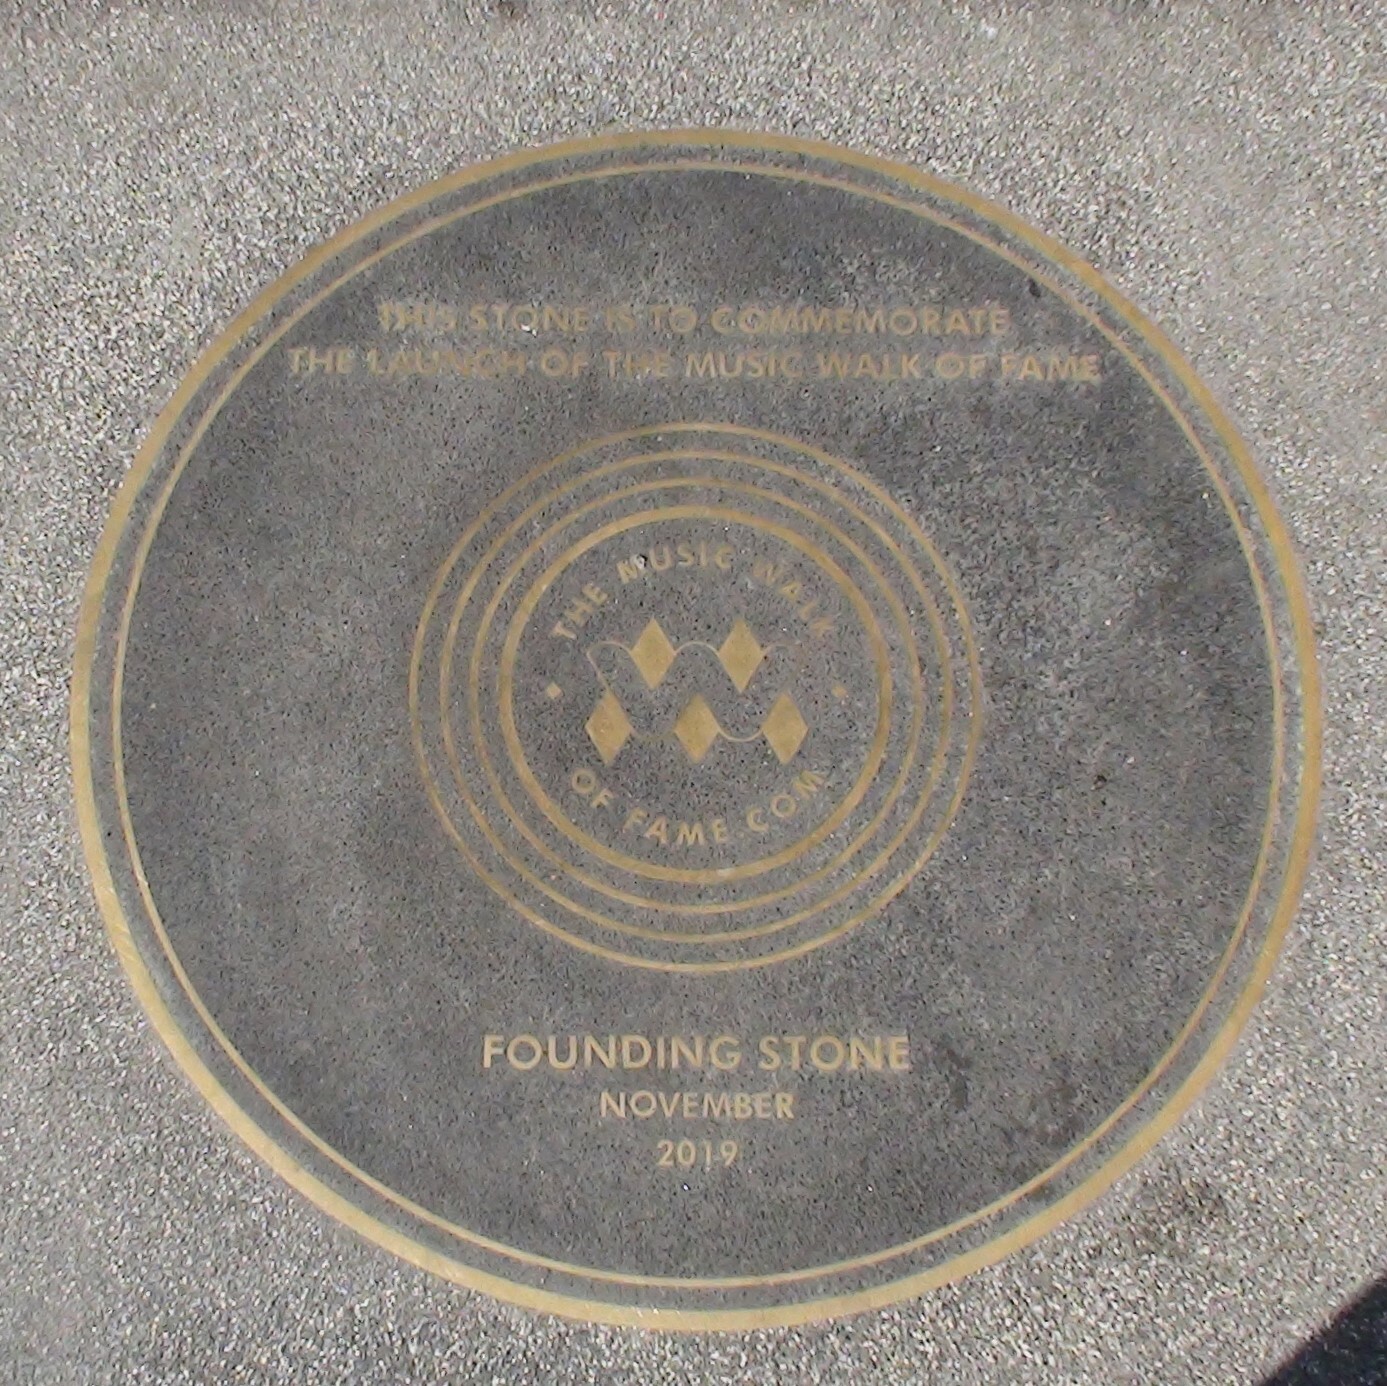 THIS STONE IS TO COMMEMORATE
THE LAUNCH OF THE MUSIC WALK OF FAME
THE MUSIC WALK
OF FAME.COM
FOUNDING STONE
NOVEMBER
2019